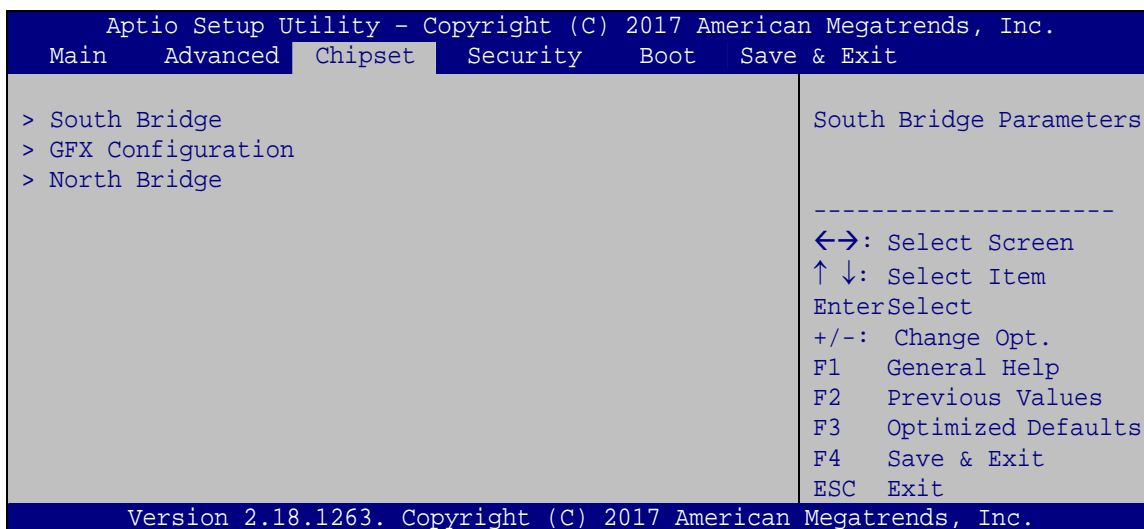 Aptio Setup Utility – Copyright (C) 2017 American Megatrends, Inc.
Main Advanced Chipset Security Boot Save & Exit
> South Bridge
> GFX Configuration
> North Bridge
South Bridge Parameters
---------------------
←→: Select Screen
↑ ↓: Select Item
EnterSelect
+/-: Change Opt.
F1 General Help
F2 Previous Values
F3 Optimized Defaults
F4 Save & Exit
ESC Exit
Version 2.18.1263. Copyright (C) 2017 American Megatrends, Inc.